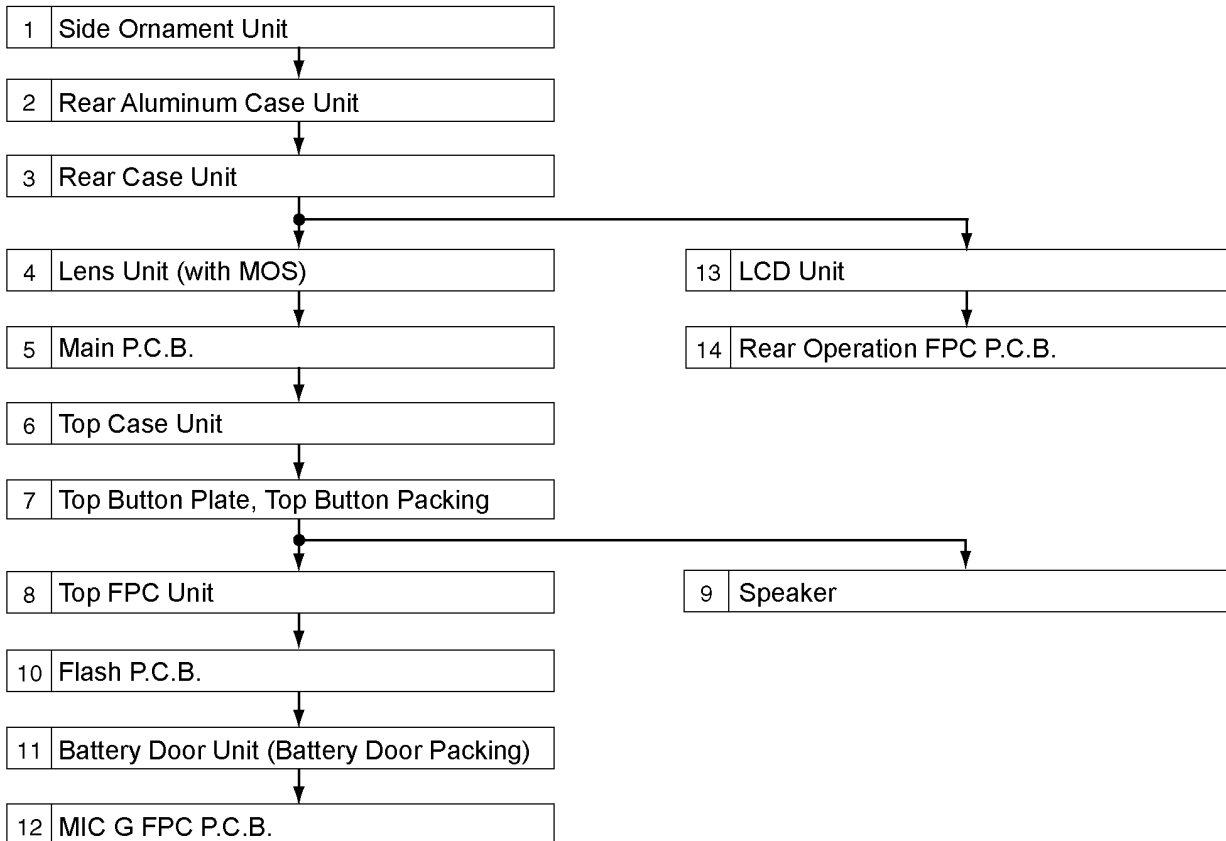 1 Side Ornament Unit
2 Rear Aluminum Case Unit
3 Rear Case Unit
4 Lens Unit (with MOS)
13 LCD Unit
5 Main P.C.B.
14 Rear Operation FPC P.C.B.
6 Top Case Unit
7 Top Button Plate, Top Button Packing
8 Top FPC Unit
9 Speaker
10 Flash P.C.B.
11 Battery Door Unit (Battery Door Packing)
12 MIC G FPC P.C.B.